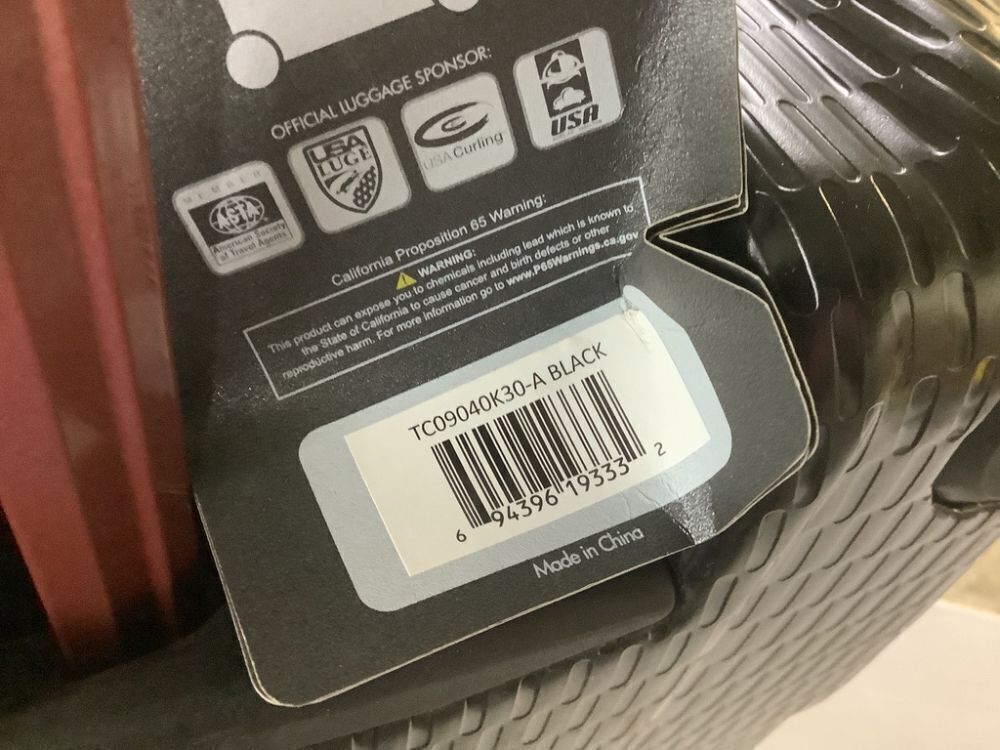 OFFICIAL LUGGAGE SPONSOR:
MEMBER
ASTA
American Society
of Travel Agents
USA
LUGE
USA Curling
USA
California Proposition 65 Warning:
WARNING:
This product can expose you to chemicals including lead which is known to
the State of California to cause cancer and birth defects or other
reproductive harm. For more information go to www.P65Warnings.ca.gov
TC09040K30-A BLACK
6 94396 19333 2
Made in China